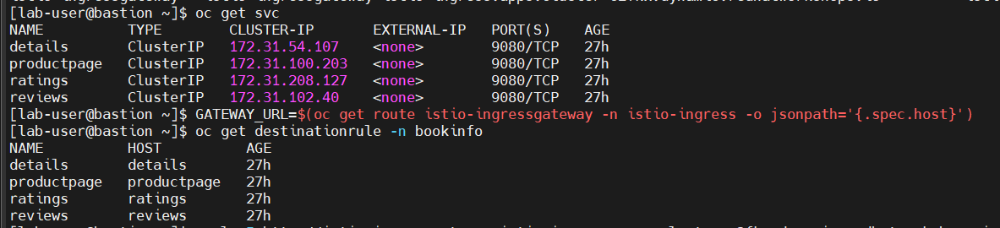 [lab-user@bastion ~]$ oc get svc
NAME          TYPE        CLUSTER-IP       EXTERNAL-IP   PORT(S)    AGE
details       ClusterIP   172.31.54.107    <none>        9080/TCP   27h
productpage   ClusterIP   172.31.100.203   <none>        9080/TCP   27h
ratings       ClusterIP   172.31.208.127   <none>        9080/TCP   27h
reviews       ClusterIP   172.31.102.40    <none>        9080/TCP   27h
[lab-user@bastion ~]$ GATEWAY_URL=$(oc get route istio-ingressgateway -n istio-ingress -o jsonpath='{.spec.host}')
[lab-user@bastion ~]$ oc get destinationrule -n bookinfo
NAME          HOST          AGE
details       details       27h
productpage   productpage   27h
ratings       ratings       27h
reviews       reviews       27h